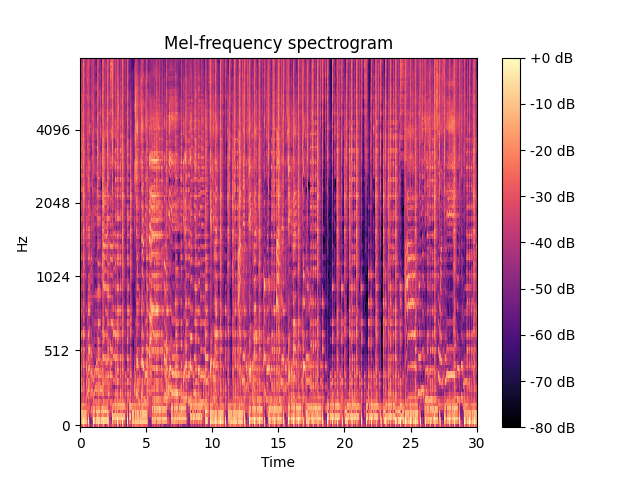 Mel-frequency spectrogram
Hz
4096
2048
1024
512
0
0 5 10 15 20 25 30
Time
+0 dB
-10 dB
-20 dB
-30 dB
-40 dB
-50 dB
-60 dB
-70 dB
-80 dB